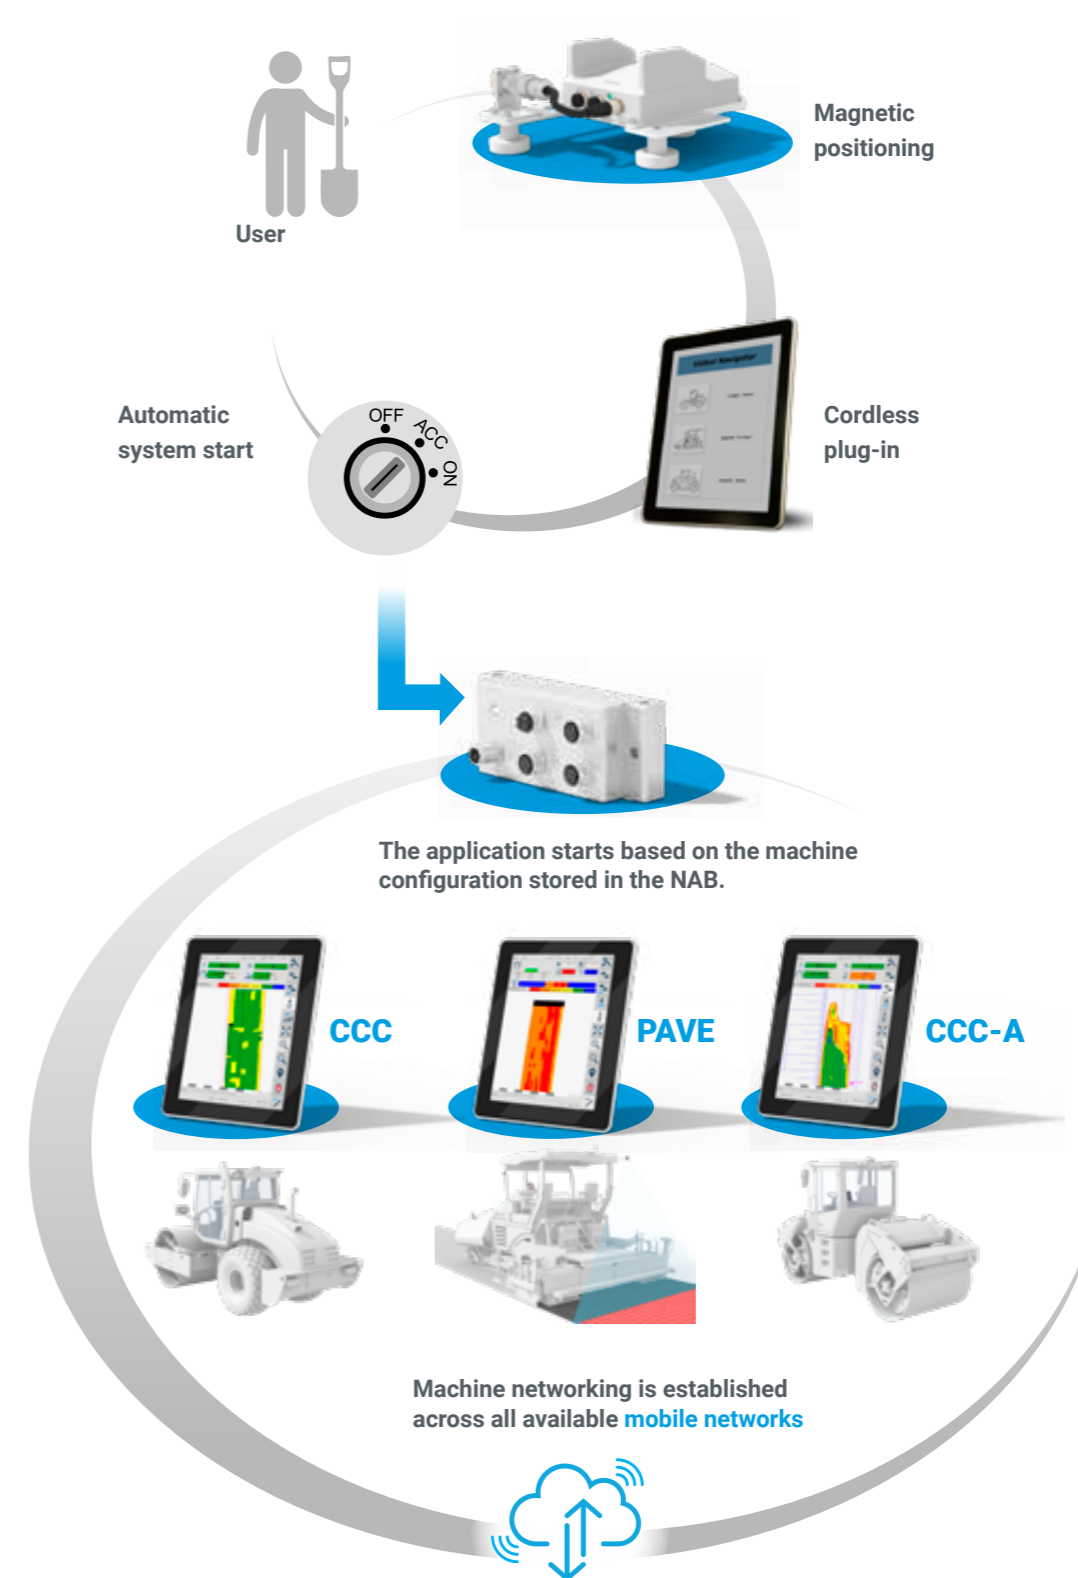 Magnetic
positioning
User
Automatic
system start
OFF
ACC
ON
Cordless
plug-in
The application starts based on the machine
configuration stored in the NAB.
CCC
PAVE
CCC-A
Machine networking is established
across all available mobile networks